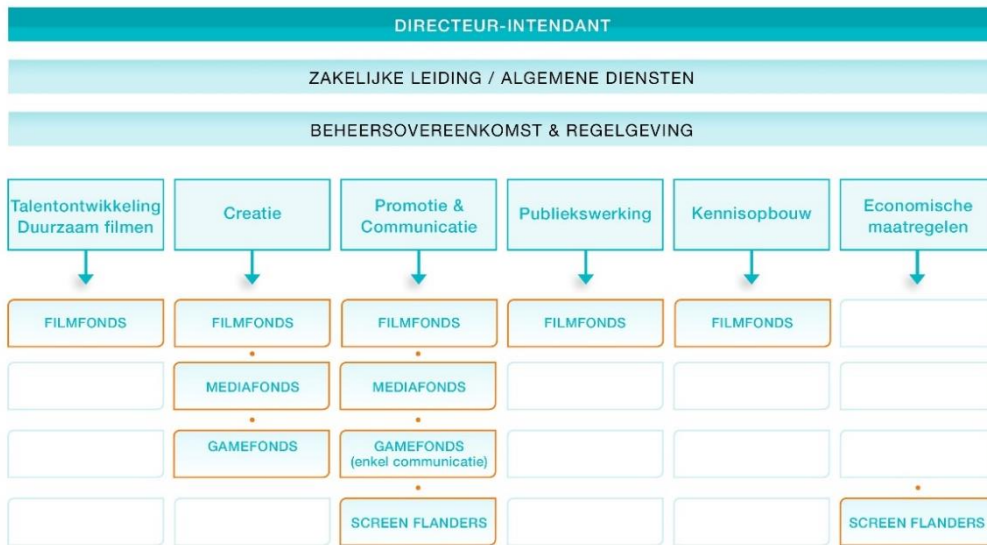 DIRECTEUR-INTENDANT
ZAKELIJKE LEIDING / ALGEMENE DIENSTEN
BEHEERSOVEREENKOMST & REGELGEVING
Talentontwikkeling
Duurzaam filmen
Creatie
Promotie &
Communicatie
Publiekswerking
Kennisopbouw
Economische
maatregelen
FILMFONDS
FILMFONDS
FILMFONDS
FILMFONDS
FILMFONDS
MEDIAFONDS
MEDIAFONDS
GAMEFONDS
GAMEFONDS
(enkel communicatie)
SCREEN FLANDERS
SCREEN FLANDERS